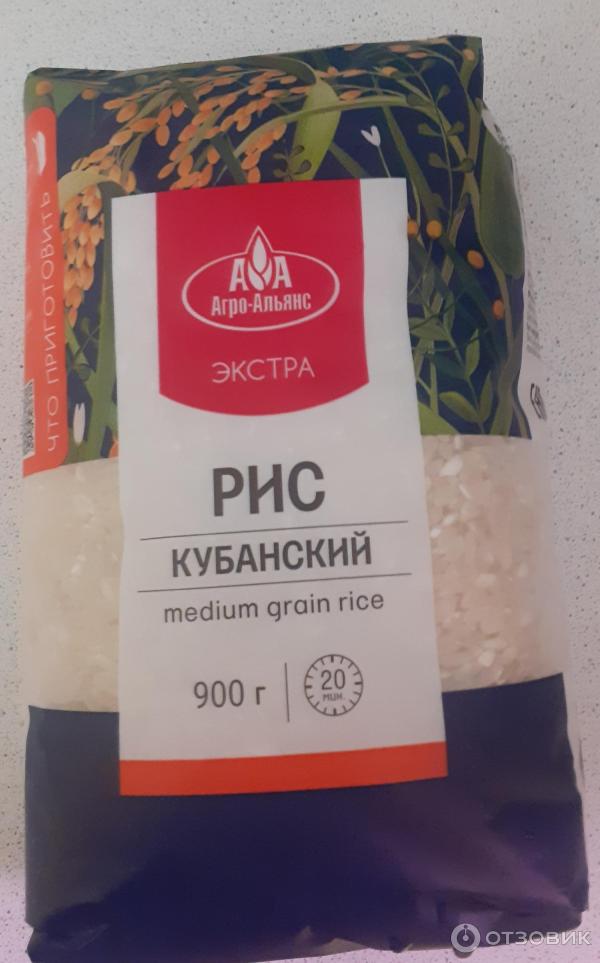 ЧТО ПРИГОТОВИТЬ
АА
Агро-Альянс
ЭКСТРА
РИС
КУБАНСКИЙ
medium grain rice
900 г
20
мин.
ОТЗОВИК